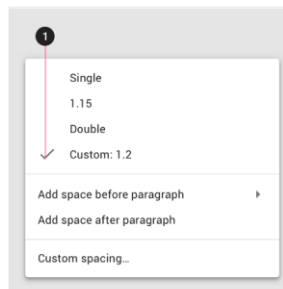 1
Single
1.15
Double
Custom: 1.2
Add space before paragraph
Add space after paragraph
Custom spacing...